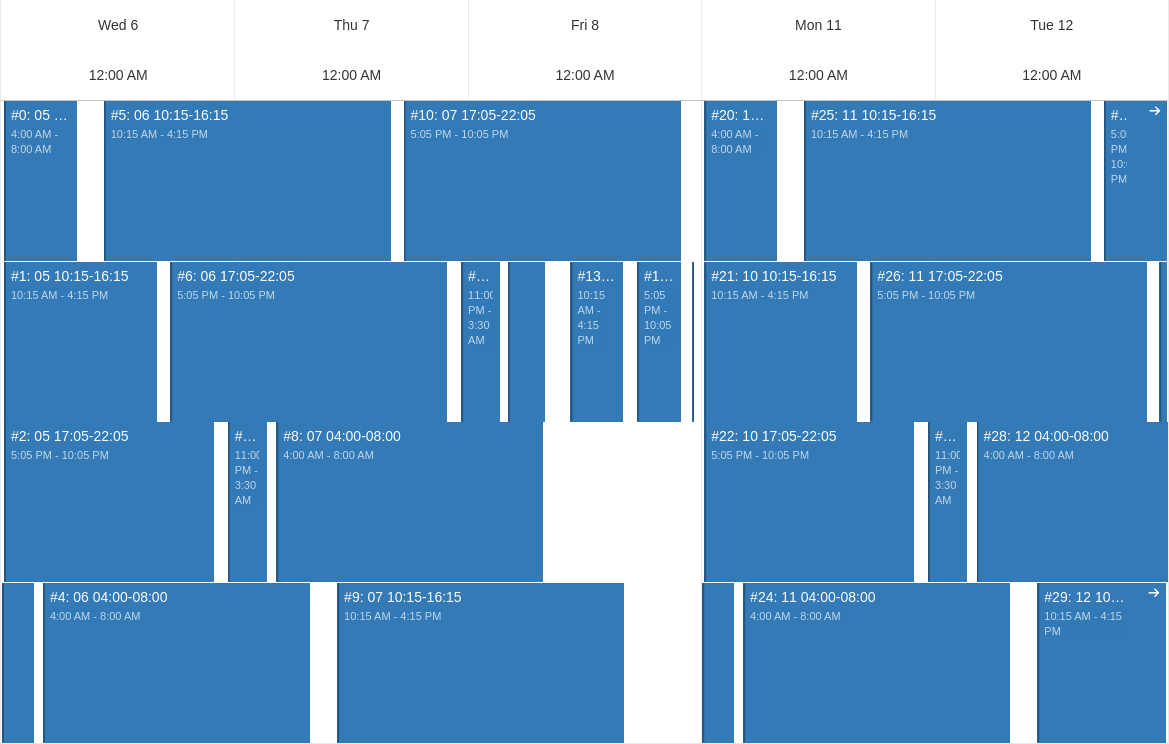 Wed 6
Thu 7
Fri 8
Mon 11
Tue 12
12:00 AM
12:00 AM
12:00 AM
12:00 AM
12:00 AM
#0: 05 …
4:00 AM -
8:00 AM
#5: 06 10:15-16:15
10:15 AM - 4:15 PM
#10: 07 17:05-22:05
5:05 PM - 10:05 PM
#20: 1…
4:00 AM -
8:00 AM
#25: 11 10:15-16:15
10:15 AM - 4:15 PM
#…
PM
PM
#1: 05 10:15-16:15
10:15 AM - 4:15 PM
#6: 06 17:05-22:05
5:05 PM - 10:05 PM
#…
11:00
PM -
3:30
AM
#13…
10:15
AM -
4:15
PM
#1…
5:05
PM -
10:05
PM
#21: 10 10:15-16:15
10:15 AM - 4:15 PM
#26: 11 17:05-22:05
5:05 PM - 10:05 PM
#2: 05 17:05-22:05
5:05 PM - 10:05 PM
#…
11:00
PM -
3:30
AM
#8: 07 04:00-08:00
4:00 AM - 8:00 AM
#22: 10 17:05-22:05
5:05 PM - 10:05 PM
#…
11:00
PM -
3:30
AM
#28: 12 04:00-08:00
4:00 AM - 8:00 AM
#4: 06 04:00-08:00
4:00 AM - 8:00 AM
#9: 07 10:15-16:15
10:15 AM - 4:15 PM
#24: 11 04:00-08:00
4:00 AM - 8:00 AM
#29: 12 10…
10:15 AM - 4:15
PM